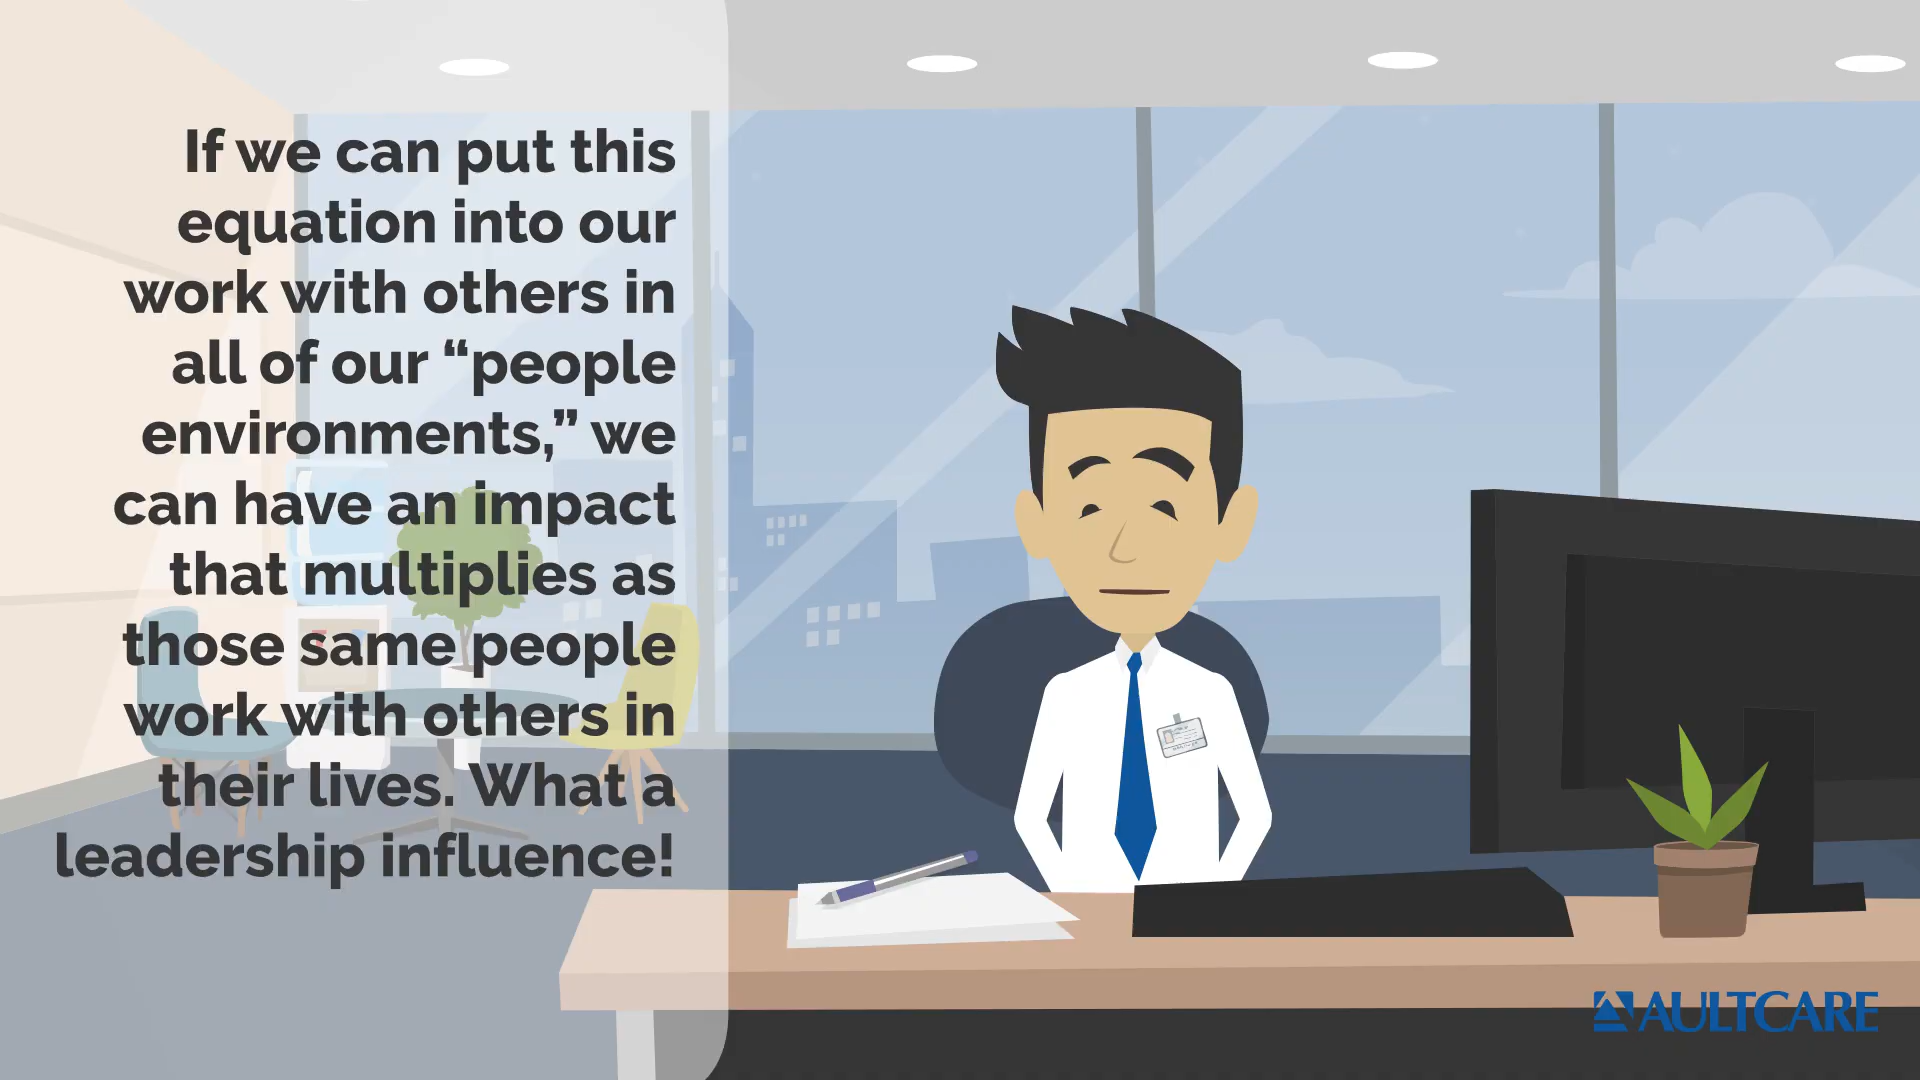 If we can put this
equation into our
work with others in
all of our “people
environments,” we
can have an impact
that multiplies as
those same people
work with others in
their lives. What a
leadership influence!
AULTCARE